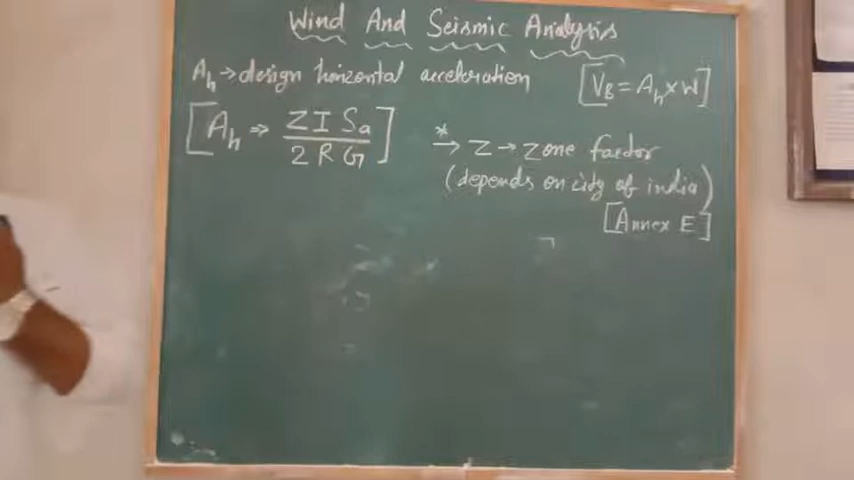 Wind And Seismic Analysis
Ah → design horizontal acceleration [VB = Ah × W]
[Ah ⇒ Z I Sa / 2 R G]
* → Z → Zone factor
(depends on city of india)
[Annex E]